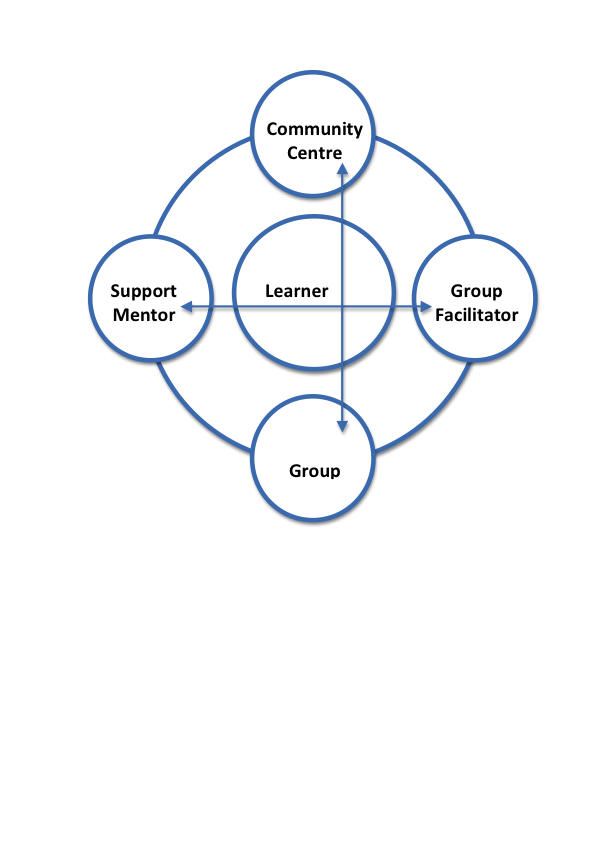 Community
Centre
Support
Mentor
Learner
Group
Facilitator
Group